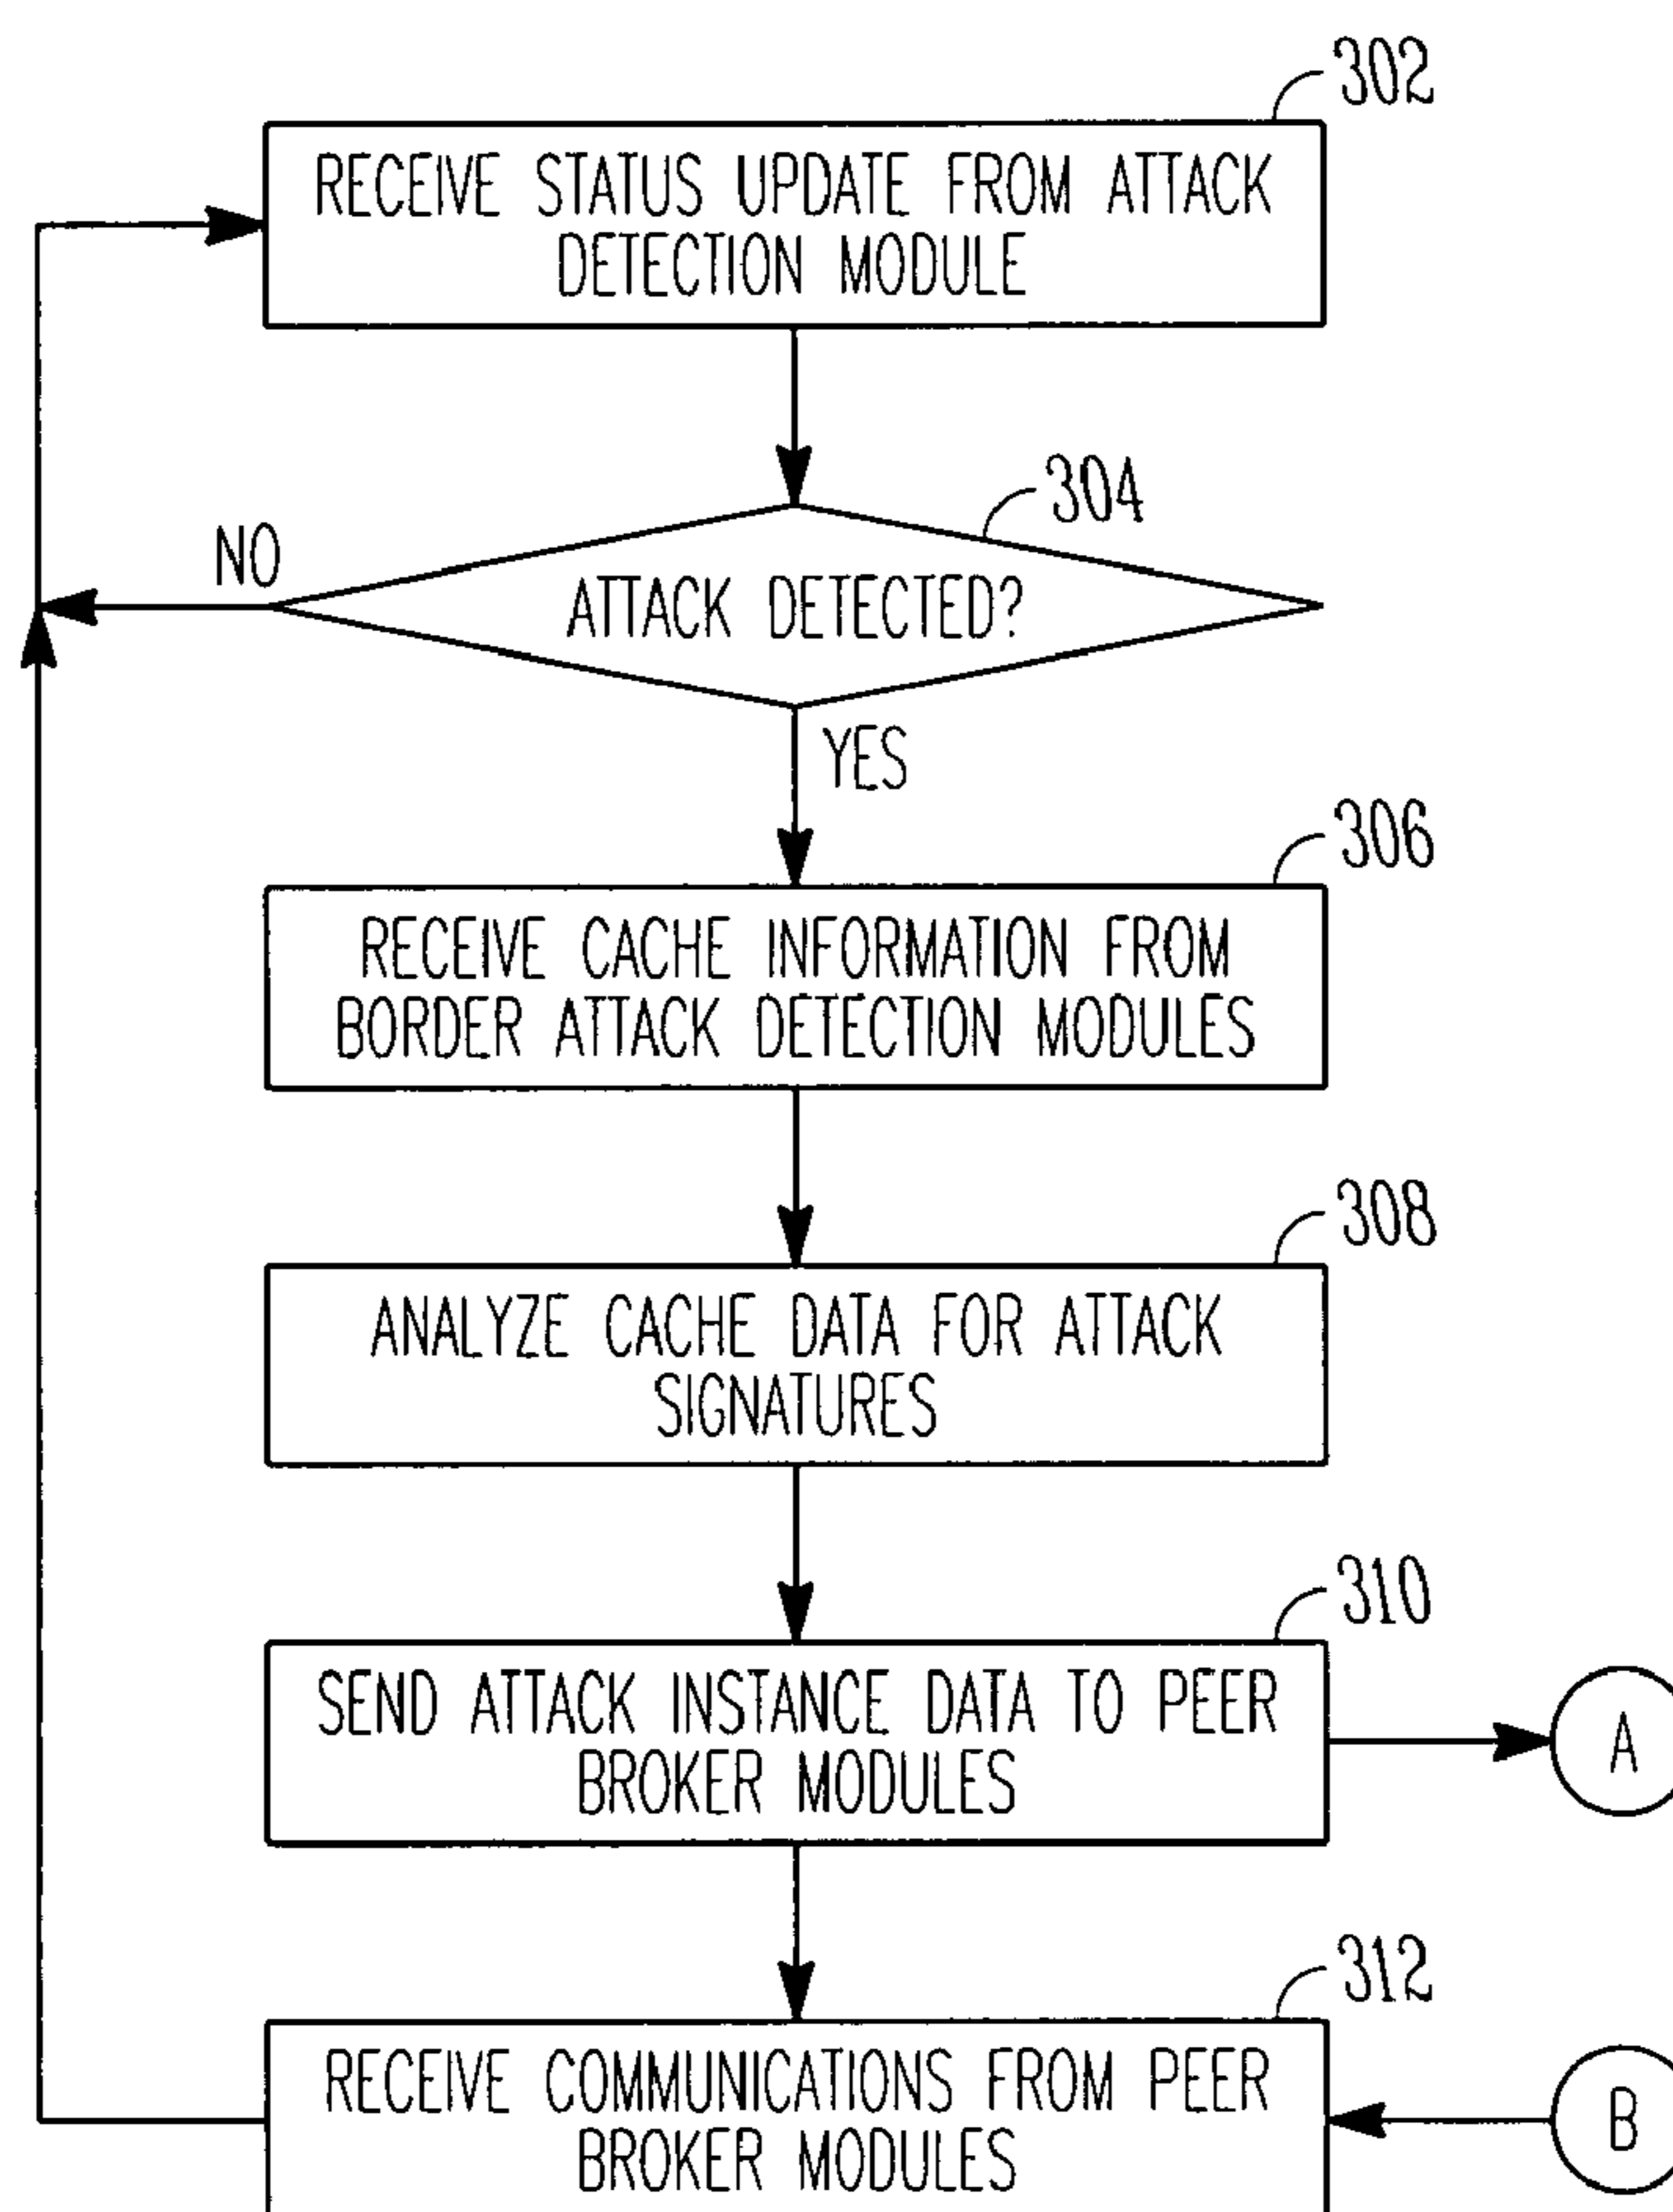 302
RECEIVE STATUS UPDATE FROM ATTACK
DETECTION MODULE
304
NO
ATTACK DETECTED?
YES
306
RECEIVE CACHE INFORMATION FROM
BORDER ATTACK DETECTION MODULES
308
ANALYZE CACHE DATA FOR ATTACK
SIGNATURES
310
SEND ATTACK INSTANCE DATA TO PEER
BROKER MODULES
A
312
RECEIVE COMMUNICATIONS FROM PEER
BROKER MODULES
B